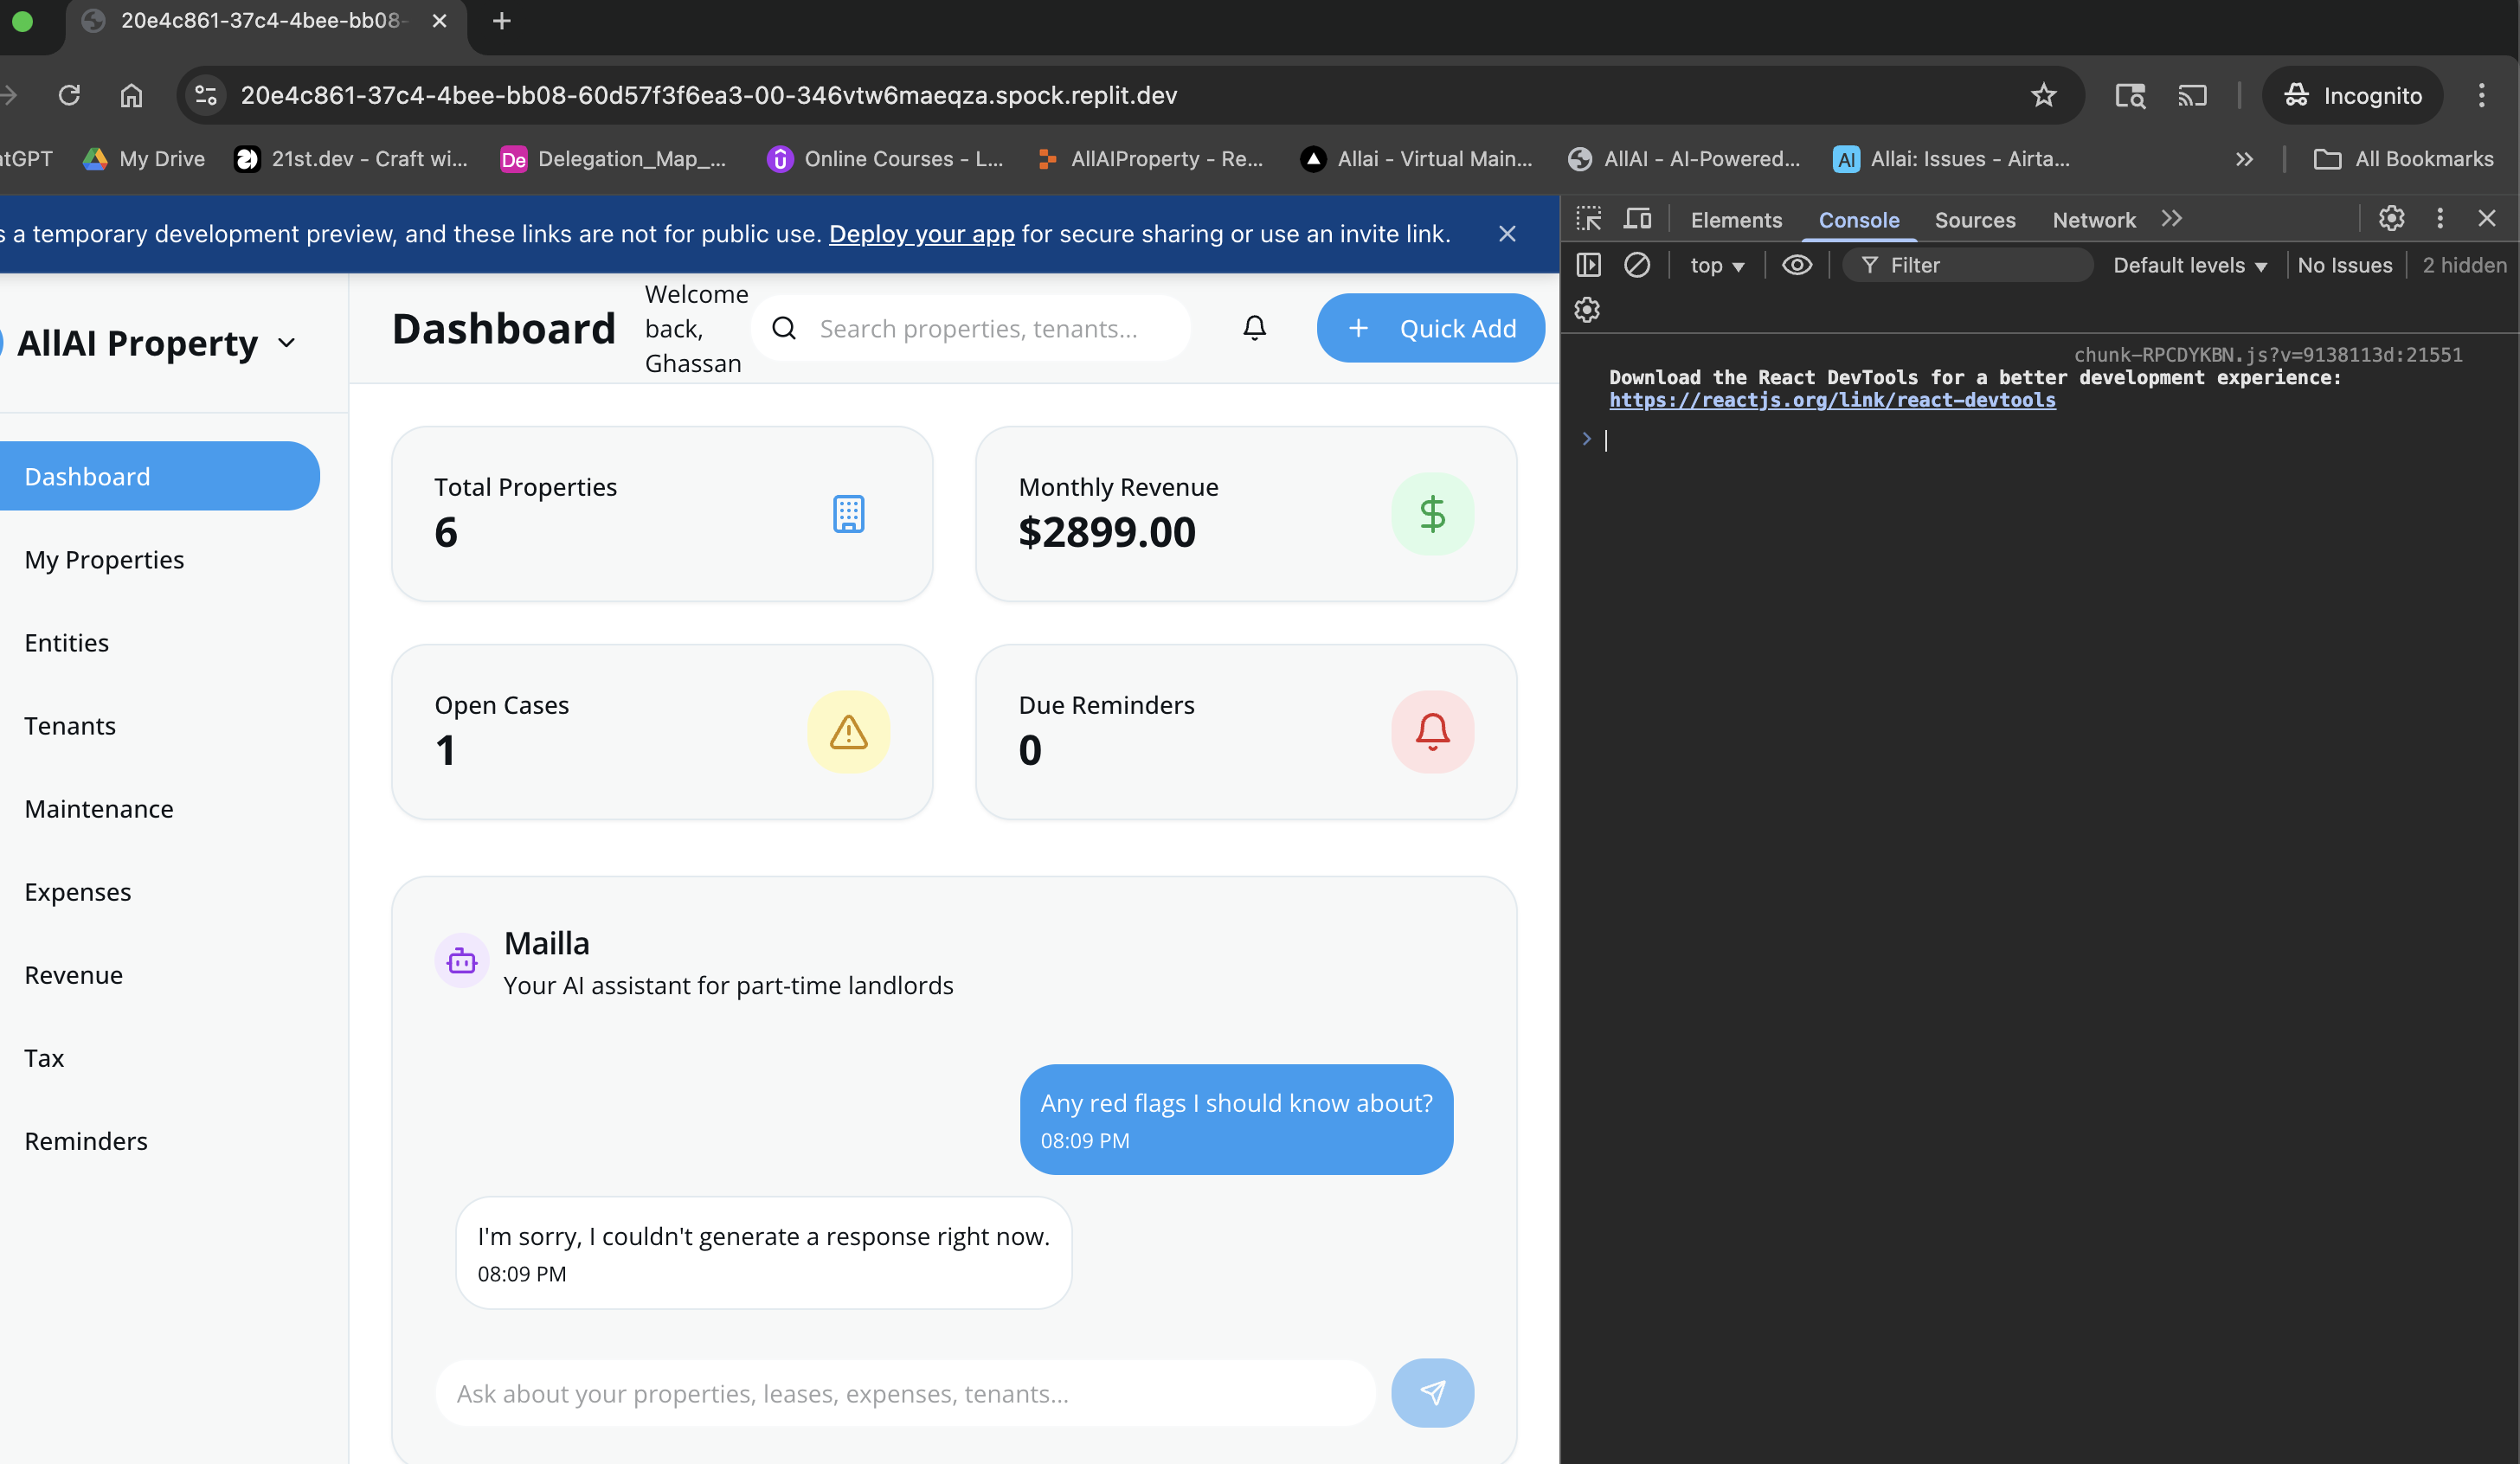 20e4c861-37c4-4bee-bb08-
20e4c861-37c4-4bee-bb08-60d57f3f6ea3-00-346vtw6maeqza.spock.replit.dev
Incognito
atGPT
My Drive
21st.dev - Craft wi...
De
Delegation_Map_...
Online Courses - L...
AllAIProperty - Re...
Allai - Virtual Main...
AllAI - AI-Powered...
AI
Allai: Issues - Airta...
All Bookmarks
s a temporary development preview, and these links are not for public use. Deploy your app for secure sharing or use an invite link.
AllAI Property
Dashboard
My Properties
Entities
Tenants
Maintenance
Expenses
Revenue
Tax
Reminders
Dashboard
Welcome
back,
Ghassan
Search properties, tenants...
Quick Add
Total Properties
6
Monthly Revenue
$2899.00
Open Cases
1
Due Reminders
0
Mailla
Your AI assistant for part-time landlords
Any red flags I should know about?
08:09 PM
I'm sorry, I couldn't generate a response right now.
08:09 PM
Ask about your properties, leases, expenses, tenants...
Elements
Console
Sources
Network
top
Filter
Default levels
No Issues
2 hidden
chunk-RPCDYKBN.js?v=9138113d:21551
Download the React DevTools for a better development experience:
https://reactjs.org/link/react-devtools